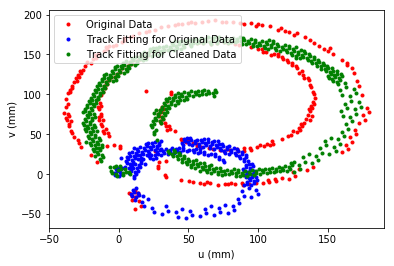 Original Data
Track Fitting for Original Data
Track Fitting for Cleaned Data
200
150
100
50
0
−50
v (mm)
−50
0
50
100
150
u (mm)